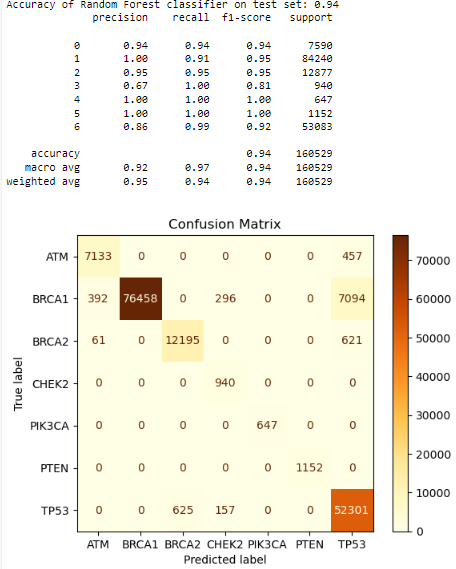 Accuracy of Random Forest classifier on test set: 0.94
precision recall f1-score support
0 0.94 0.94 0.94 7590
1 1.00 0.91 0.95 84240
2 0.95 0.95 0.95 12877
3 0.67 1.00 0.81 940
4 1.00 1.00 1.00 647
5 1.00 1.00 1.00 1152
6 0.86 0.99 0.92 53083
accuracy 0.94 160529
macro avg 0.92 0.97 0.94 160529
weighted avg 0.95 0.94 0.94 160529
Confusion Matrix
ATM 7133 0 0 0 0 0 457
BRCA1 392 76458 0 296 0 0 7094
BRCA2 61 0 12195 0 0 0 621
CHEK2 0 0 0 940 0 0 0
PIK3CA 0 0 0 0 647 0 0
PTEN 0 0 0 0 0 1152 0
TP53 0 0 625 157 0 0 52301
True label
ATM BRCA1 BRCA2 CHEK2 PIK3CA PTEN TP53
Predicted label
70000
60000
50000
40000
30000
20000
10000
0